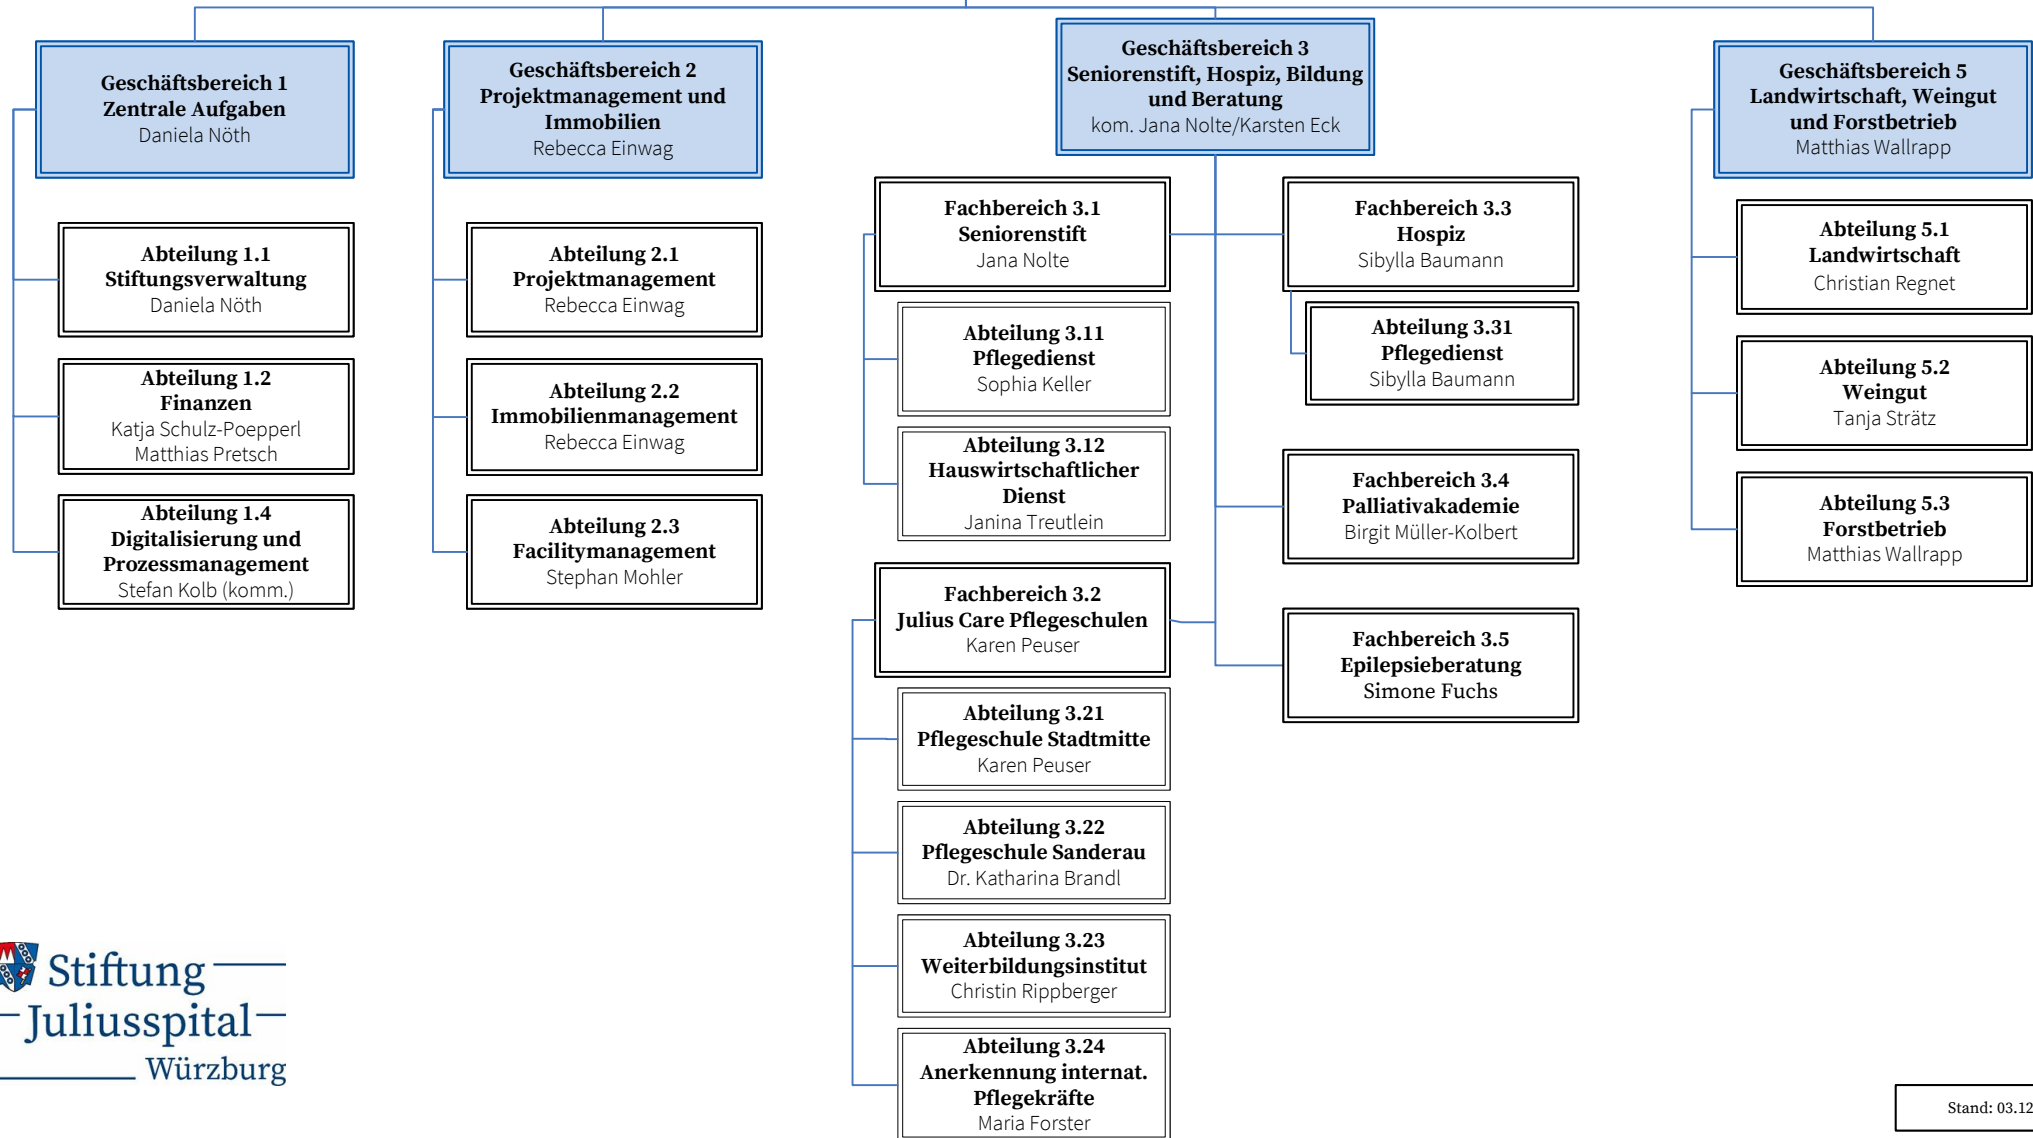 Geschäftsbereich 1
Zentrale Aufgaben
Daniela Nöth
Abteilung 1.1
Stiftungsverwaltung
Daniela Nöth
Abteilung 1.2
Finanzen
Katja Schulz-Poepperl
Matthias Pretsch
Abteilung 1.4
Digitalisierung und
Prozessmanagement
Stefan Kolb (komm.)
Geschäftsbereich 2
Projektmanagement und
Immobilien
Rebecca Einwag
Abteilung 2.1
Projektmanagement
Rebecca Einwag
Abteilung 2.2
Immobilienmanagement
Rebecca Einwag
Abteilung 2.3
Facilitymanagement
Stephan Mohler
Geschäftsbereich 3
Seniorenstift, Hospiz, Bildung
und Beratung
kom. Jana Nolte/Karsten Eck
Fachbereich 3.1
Seniorenstift
Jana Nolte
Abteilung 3.11
Pflegedienst
Sophia Keller
Abteilung 3.12
Hauswirtschaftlicher
Dienst
Janina Treutlein
Fachbereich 3.2
Julius Care Pflegeschulen
Karen Peuser
Abteilung 3.21
Pflegeschule Stadtmitte
Karen Peuser
Abteilung 3.22
Pflegeschule Sanderau
Dr. Katharina Brandl
Abteilung 3.23
Weiterbildungsinstitut
Christin Rippberger
Abteilung 3.24
Anerkennung internat.
Pflegekräfte
Maria Forster
Fachbereich 3.3
Hospiz
Sibylla Baumann
Abteilung 3.31
Pflegedienst
Sibylla Baumann
Fachbereich 3.4
Palliativakademie
Birgit Müller-Kolbert
Fachbereich 3.5
Epilepsieberatung
Simone Fuchs
Geschäftsbereich 5
Landwirtschaft, Weingut
und Forstbetrieb
Matthias Wallrapp
Abteilung 5.1
Landwirtschaft
Christian Regnet
Abteilung 5.2
Weingut
Tanja Strätz
Abteilung 5.3
Forstbetrieb
Matthias Wallrapp
Stiftung
Juliusspital
Würzburg
Stand: 03.12